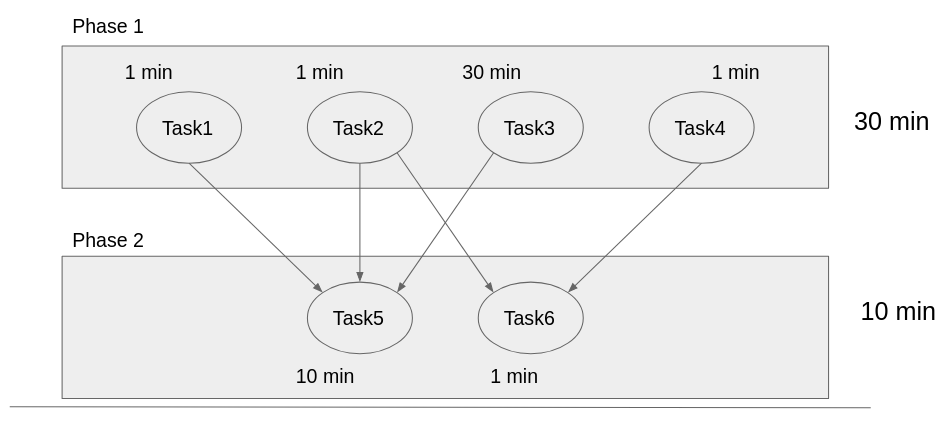 Phase 1
1 min 1 min 30 min 1 min
Task1 Task2 Task3 Task4
30 min
Phase 2
Task5 Task6
10 min
10 min 1 min